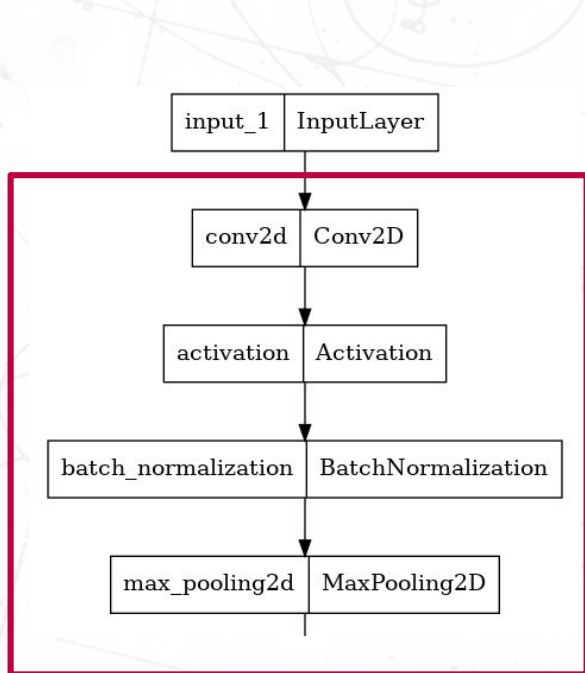 input_1 InputLayer
conv2d Conv2D
activation Activation
batch_normalization BatchNormalization
max_pooling2d MaxPooling2D